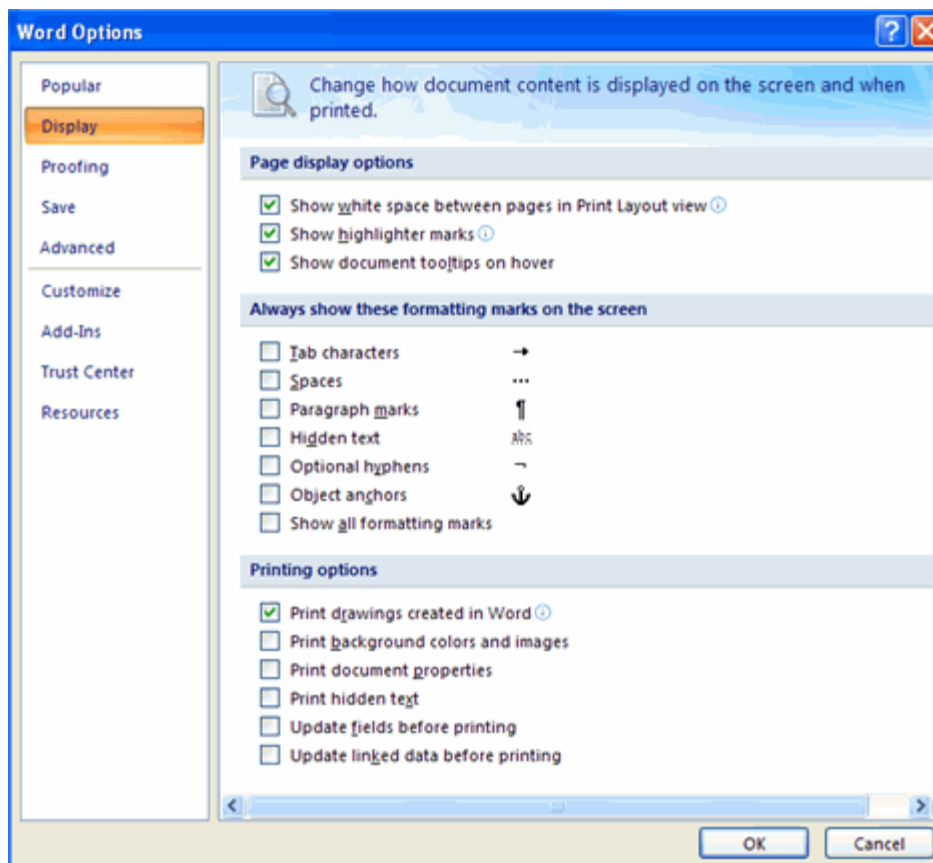 Word Options
Popular
Display
Proofing
Save
Advanced
Customize
Add-Ins
Trust Center
Resources
Change how document content is displayed on the screen and when
printed.
Page display options
Show white space between pages in Print Layout view
Show highlighter marks
Show document tooltips on hover
Always show these formatting marks on the screen
Tab characters →
Spaces ...
Paragraph marks ¶
Hidden text abc
Optional hyphens ¬
Object anchors
Show all formatting marks
Printing options
Print drawings created in Word
Print background colors and images
Print document properties
Print hidden text
Update fields before printing
Update linked data before printing
OK Cancel